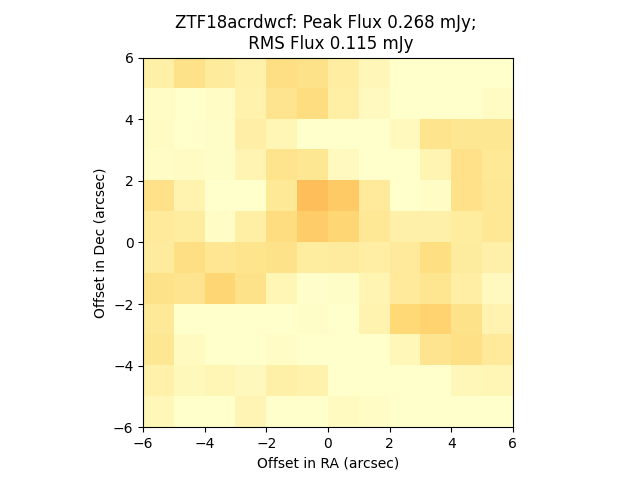 ZTF18acrdwcf: Peak Flux 0.268 mJy;
RMS Flux 0.115 mJy
6
4
2
0
−2
−4
−6
Offset in Dec (arcsec)
−6 −4 −2 0 2 4 6
Offset in RA (arcsec)